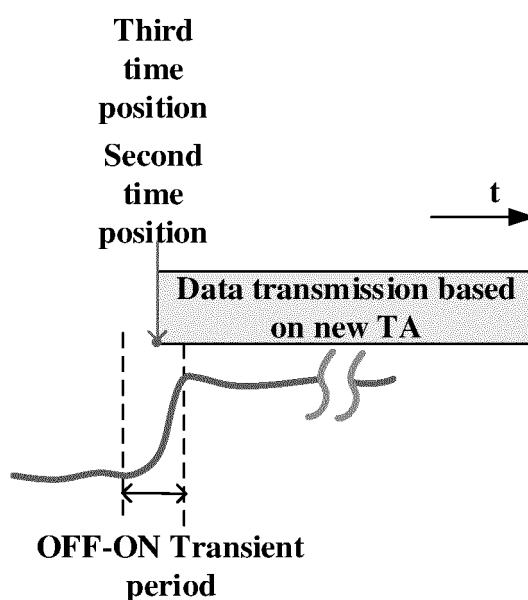 Third
time
position
Second
time
position
t
Data transmission based
on new TA
OFF-ON Transient
period